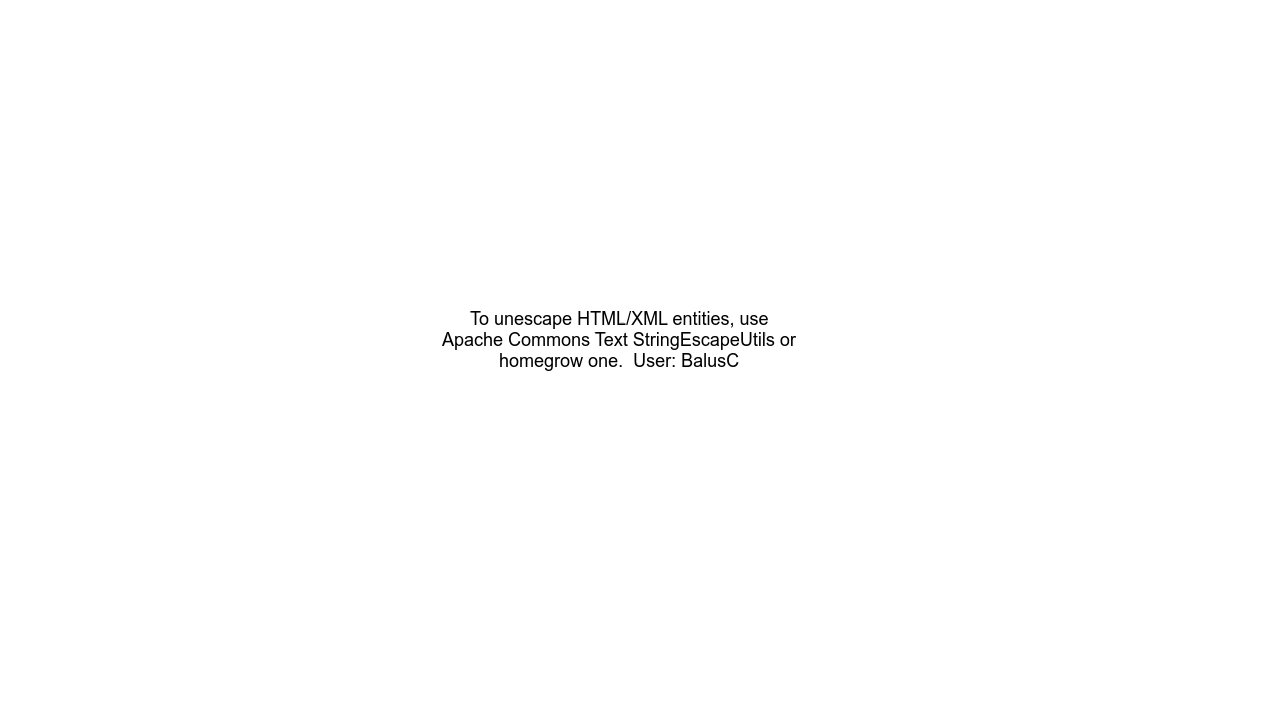 To unescape HTML/XML entities, use
Apache Commons Text StringEscapeUtils or
homegrow one.  User: BalusC